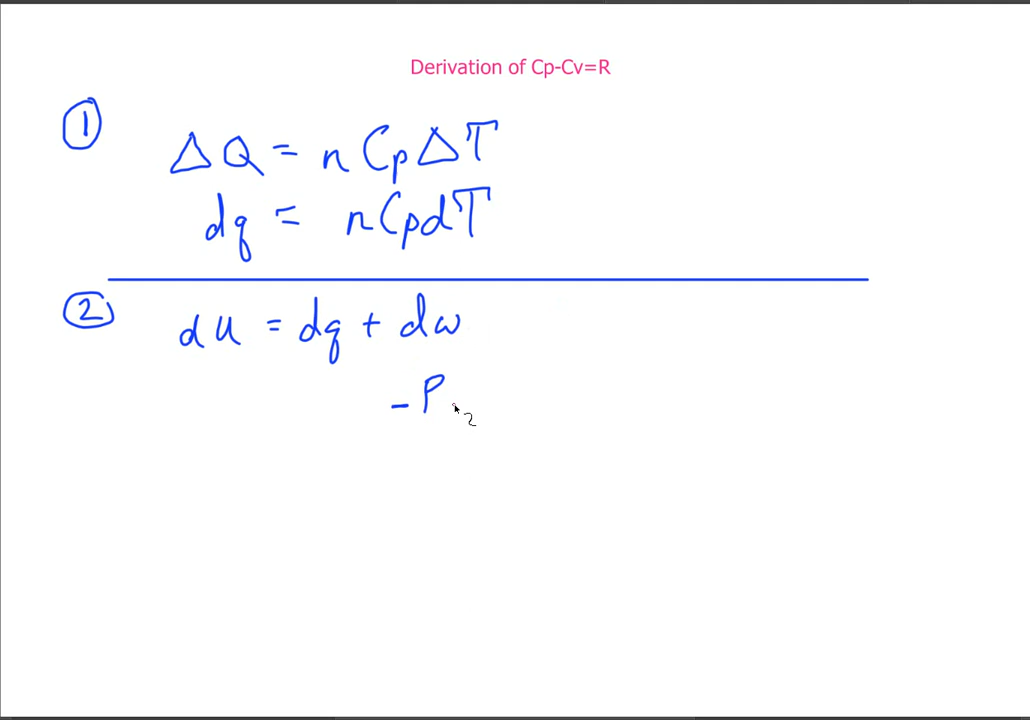 Derivation of Cp-Cv=R
①
ΔQ = nCpΔT
dq = nCpdT
②
du = dq + dw
-P